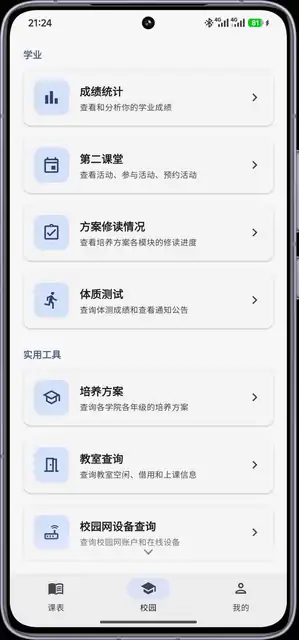 21:24
4G 4G 81
学业
成绩统计
查看和分析你的学业成绩
第二课堂
查看活动、参与活动、预约活动
方案修读情况
查看培养方案各模块的修读进度
体质测试
查询体测成绩和查看通知公告
实用工具
培养方案
查询各学院各年级的培养方案
教室查询
查询教室空闲、借用和上课信息
校园网设备查询
查询校园网账户和在线设备
课表
校园
我的